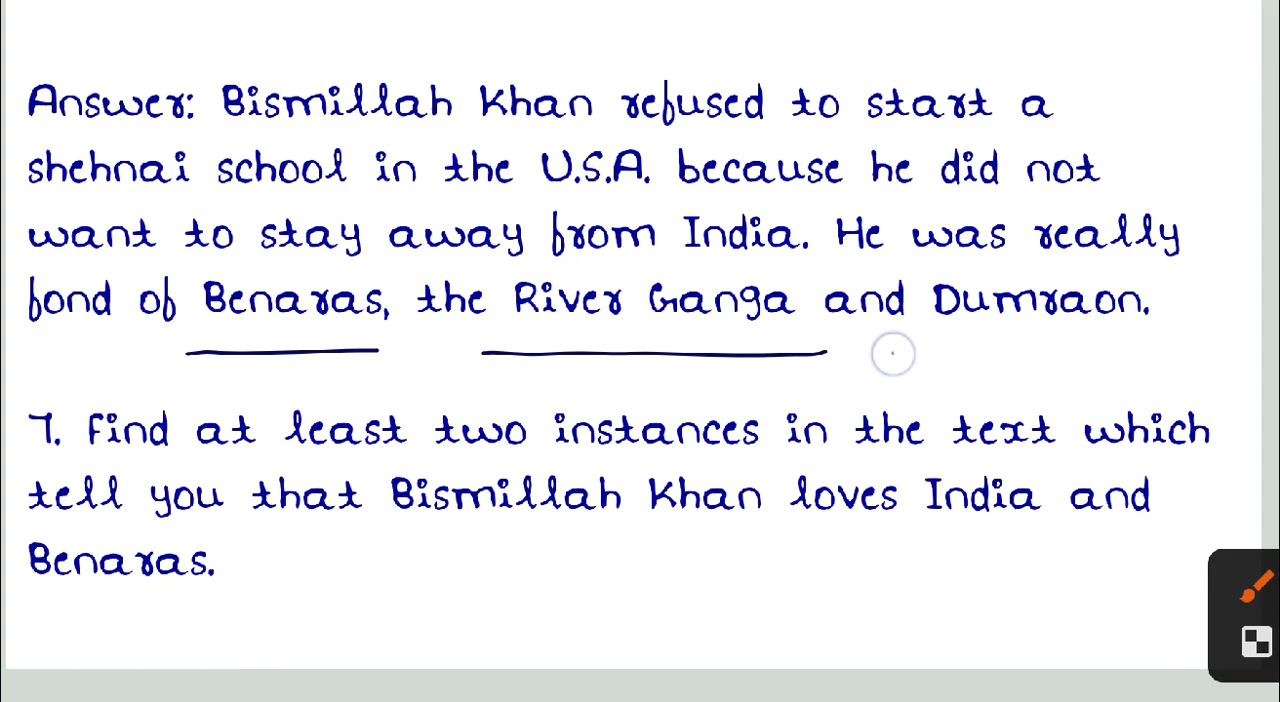 Answer: Bismillah Khan refused to start a
shehnai school in the U.S.A. because he did not
want to stay away from India. He was really
fond of Benaras, the River Ganga and Dumraon.
7. Find at least two instances in the text which
tell you that Bismillah Khan loves India and
Benaras.